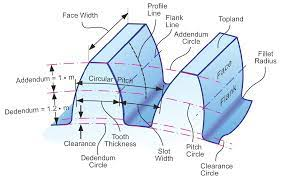 Profile
Line
Face Width
Flank
Line
Topland
Addendum
Circle
Fillet
Radius
Addendum = 1 • m
Circular Pitch
Face
Dedendum = 1.2 • m
Flank
Clearance
Tooth
Thickness
Slot
Width
Pitch
Circle
Dedendum
Circle
Clearance
Circle